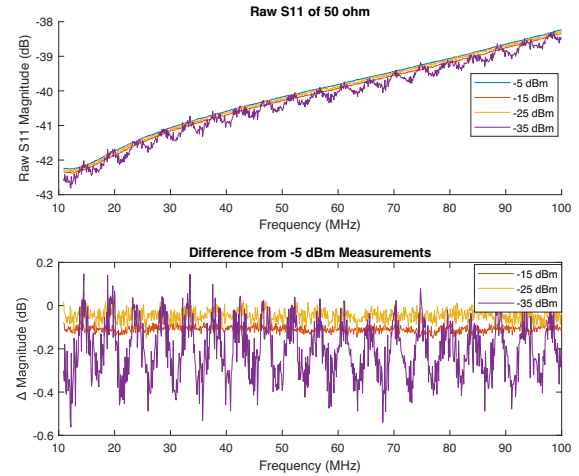 Raw S11 of 50 ohm
Raw S11 Magnitude (dB)
-38
-39
-40
-41
-42
-43
-5 dBm
-15 dBm
-25 dBm
-35 dBm
10 20 30 40 50 60 70 80 90 100
Frequency (MHz)
Difference from -5 dBm Measurements
Δ Magnitude (dB)
0.2
0
-0.2
-0.4
-0.6
-15 dBm
-25 dBm
-35 dBm
10 20 30 40 50 60 70 80 90 100
Frequency (MHz)